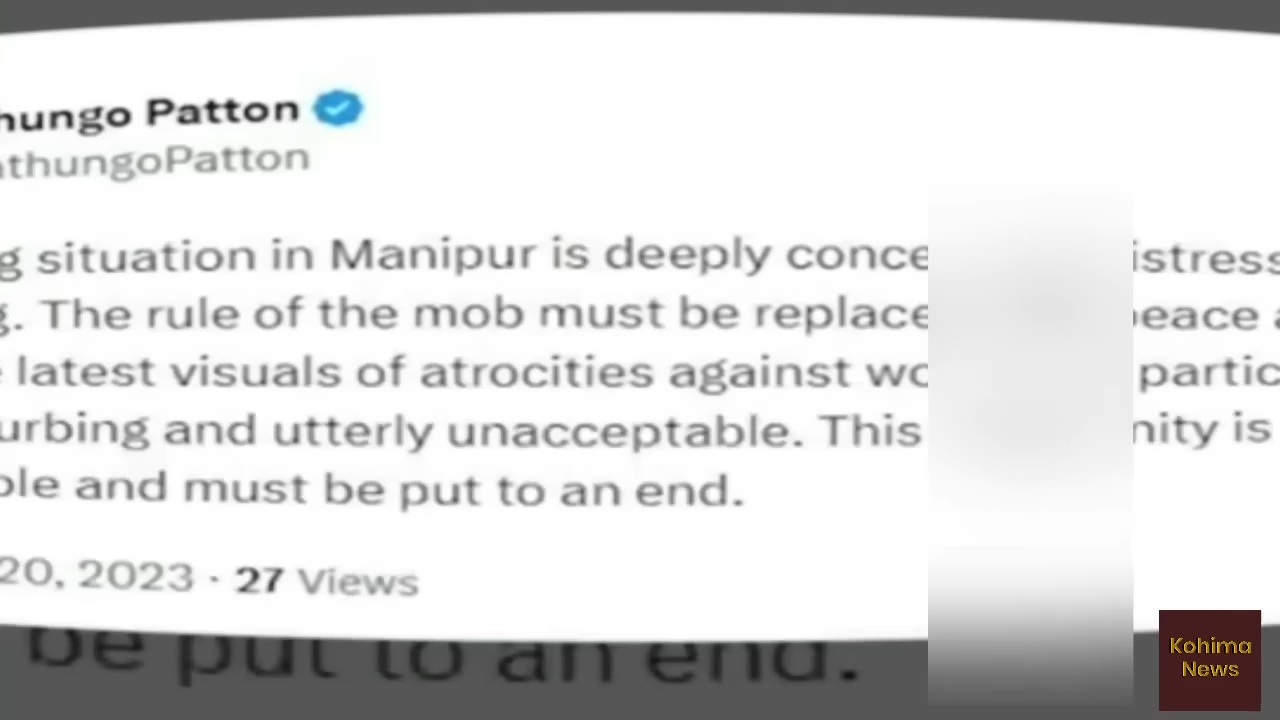 hungo Patton
athungoPatton
g situation in Manipur is deeply conce istress
g. The rule of the mob must be replace peace a
latest visuals of atrocities against wo partic
urbing and utterly unacceptable. This nity is
ble and must be put to an end.
20, 2023 · 27 Views
be put to an end.
Kohima
News